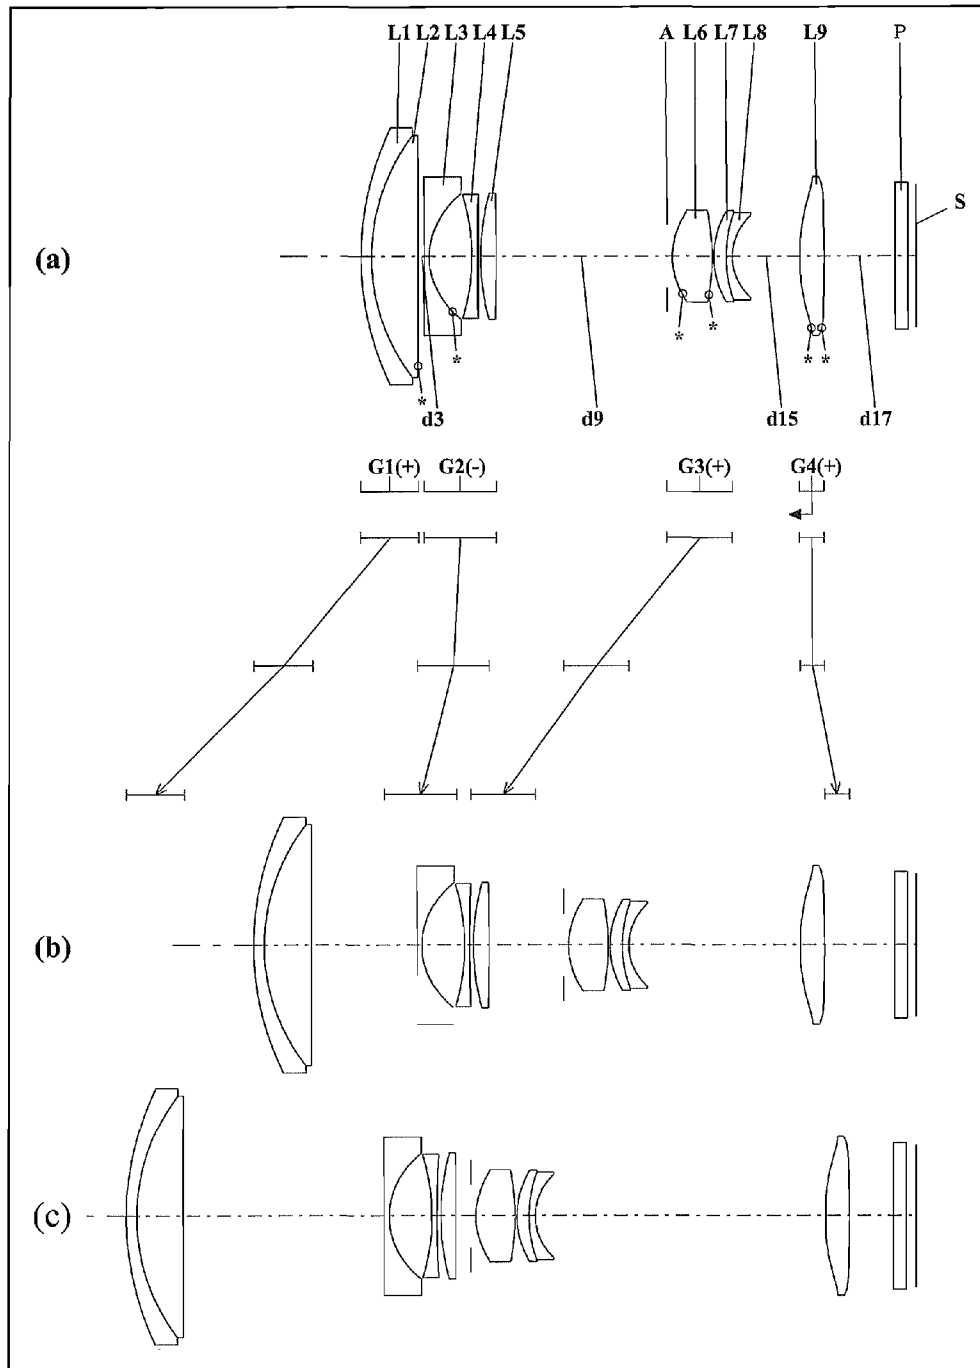 L1 L2 L3 L4 L5 A L6 L7 L8 L9 P
S
(a)
* * * * * *
d3 d9 d15 d17
G1(+) G2(-) G3(+) G4(+)
(b)
(c)